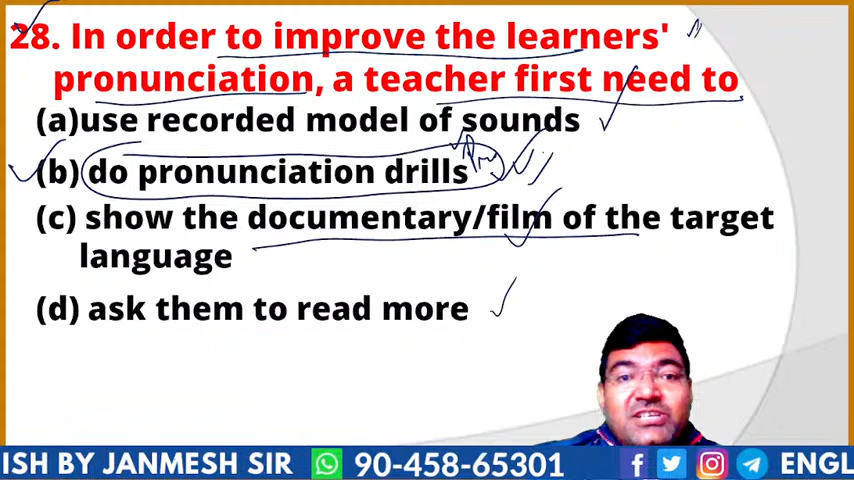 28. In order to improve the learners'
pronunciation, a teacher first need to
(a)use recorded model of sounds
(b) do pronunciation drills
(c) show the documentary/film of the target
language
(d) ask them to read more
ISH BY JANMESH SIR 90-458-65301 ENGL